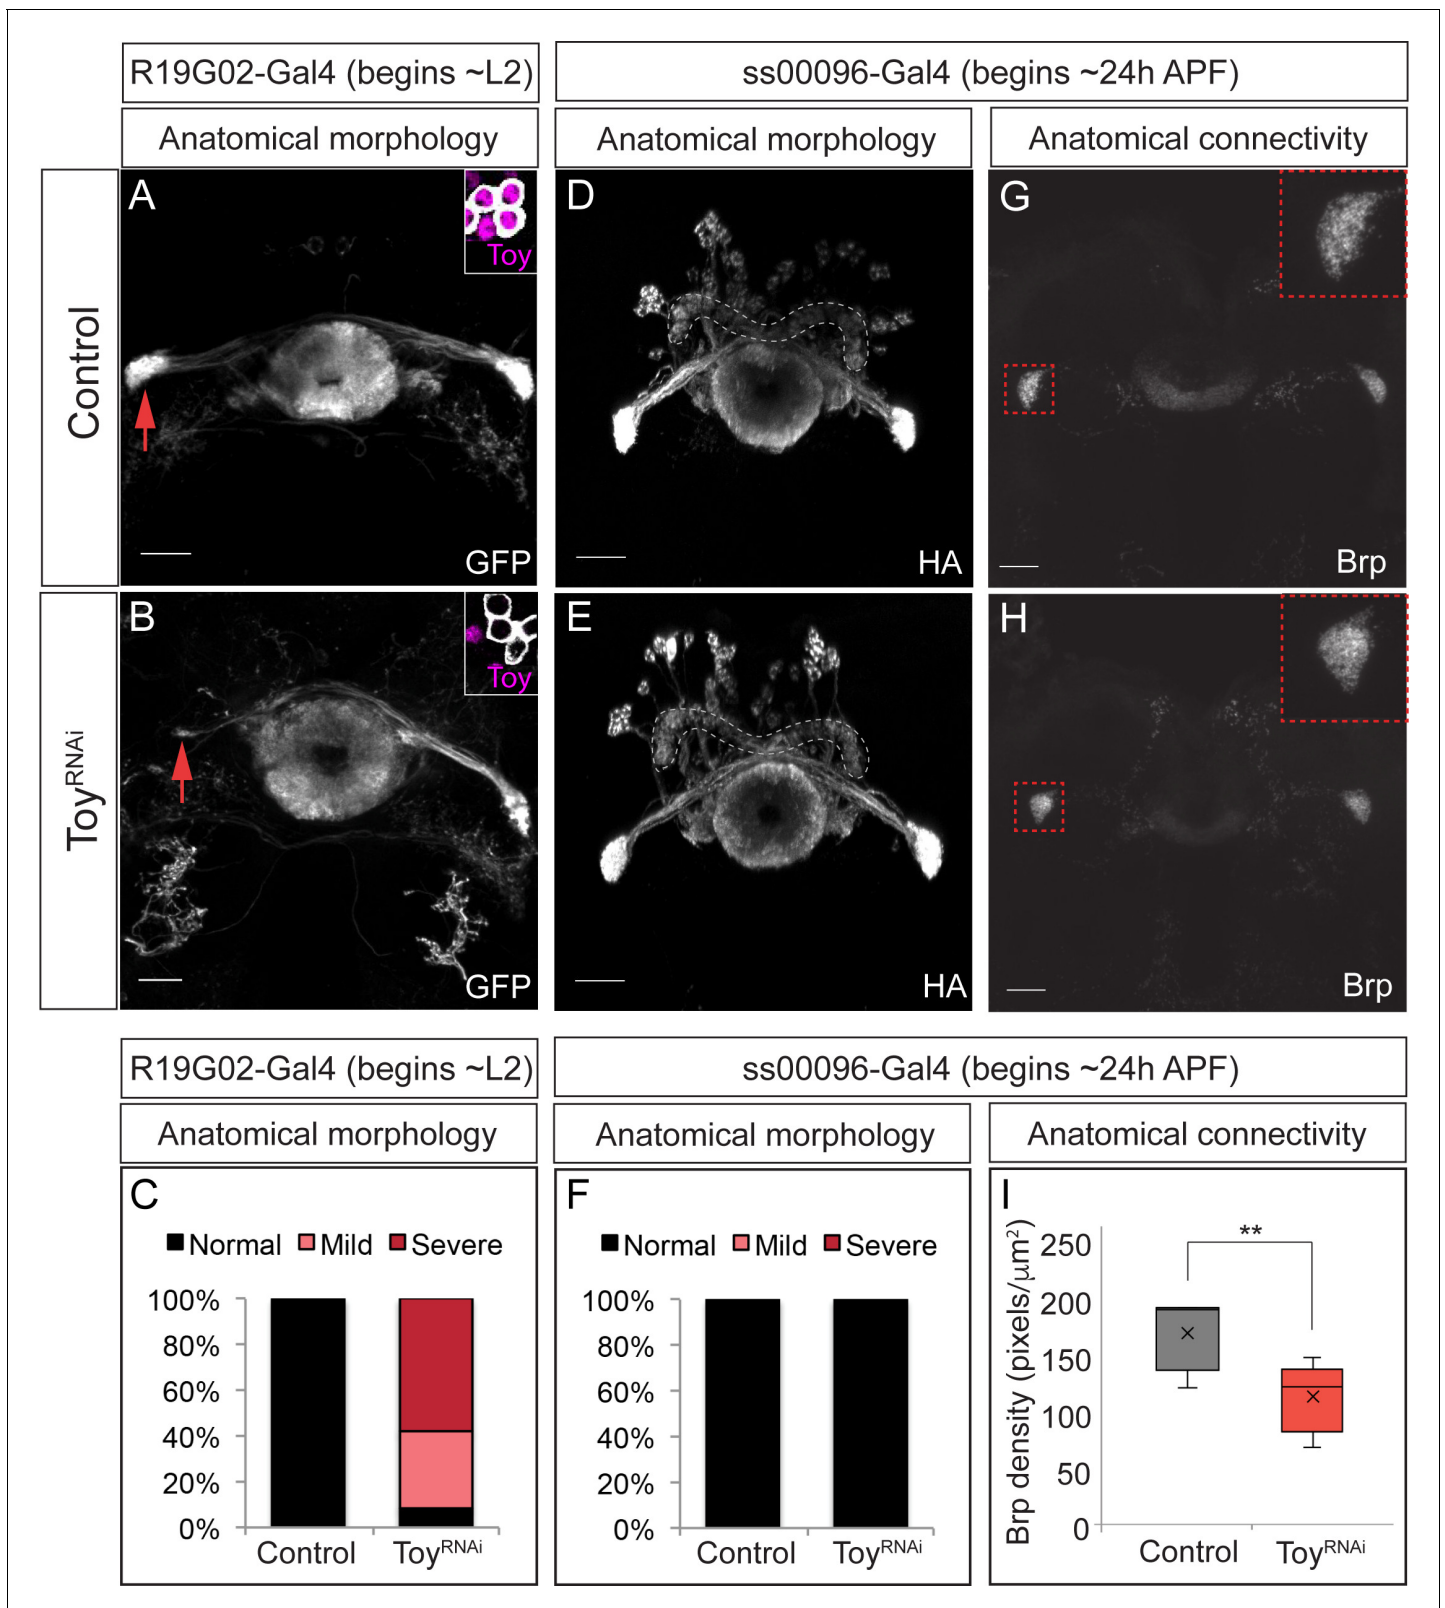 R19G02-Gal4 (begins ~L2)
ss00096-Gal4 (begins ~24h APF)
Anatomical morphology
Anatomical morphology
Anatomical connectivity
Control
A
Toy
GFP
D
HA
G
Brp
Toy^RNAi
B
Toy
GFP
E
HA
H
Brp
R19G02-Gal4 (begins ~L2)
ss00096-Gal4 (begins ~24h APF)
Anatomical morphology
Anatomical morphology
Anatomical connectivity
C
Normal Mild Severe
100%
80%
60%
40%
20%
0%
Control Toy^RNAi
F
Normal Mild Severe
100%
80%
60%
40%
20%
0%
Control Toy^RNAi
I
Brp density (pixels/µm²)
**
250
200
150
100
50
0
Control Toy^RNAi